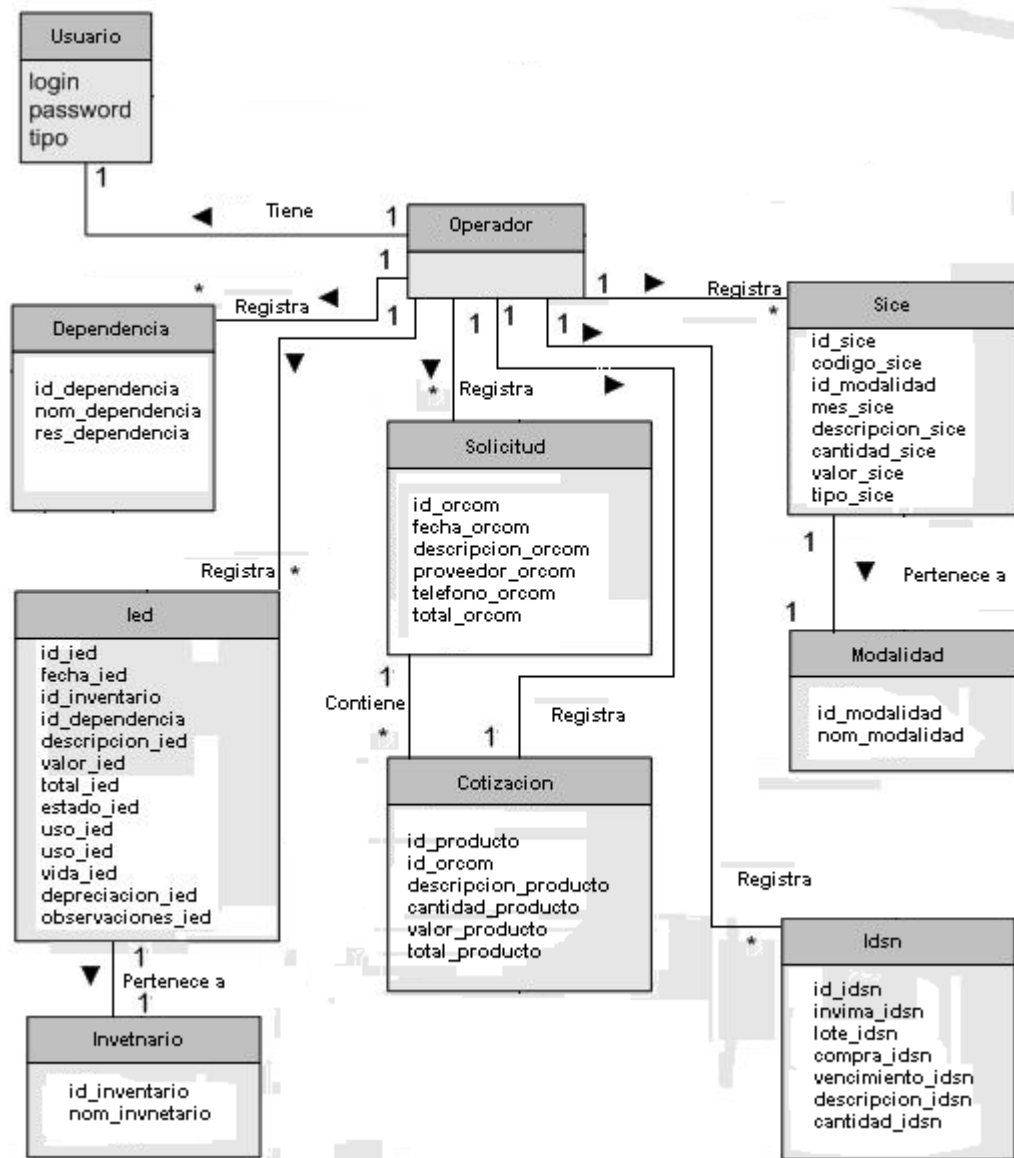 Usuario
login
password
tipo
1
Tiene
1
Operador
1
*
Registra
1
1
1
1
1
Registra
*
Dependencia
id_dependencia
nom_dependencia
res_dependencia
Sice
id_sice
codigo_sice
id_modalidad
mes_sice
descripcion_sice
cantidad_sice
valor_sice
tipo_sice
*
Registra
Solicitud
id_orcom
fecha_orcom
descripcion_orcom
proveedor_orcom
telefono_orcom
total_orcom
1
Pertenece a
1
Modalidad
id_modalidad
nom_modalidad
Registra *
Ied
id_ied
fecha_ied
id_inventario
id_dependencia
descripcion_ied
valor_ied
total_ied
estado_ied
uso_ied
uso_ied
vida_ied
depreciacion_ied
observaciones_ied
1
Contiene
*
Registra
1
Cotizacion
id_producto
id_orcom
descripcion_producto
cantidad_producto
valor_producto
total_producto
Registra
*
Idsn
id_idsn
invima_idsn
lote_idsn
compra_idsn
vencimiento_idsn
descripcion_idsn
cantidad_idsn
1
Pertenece a
1
Invetnario
id_inventario
nom_invnetario